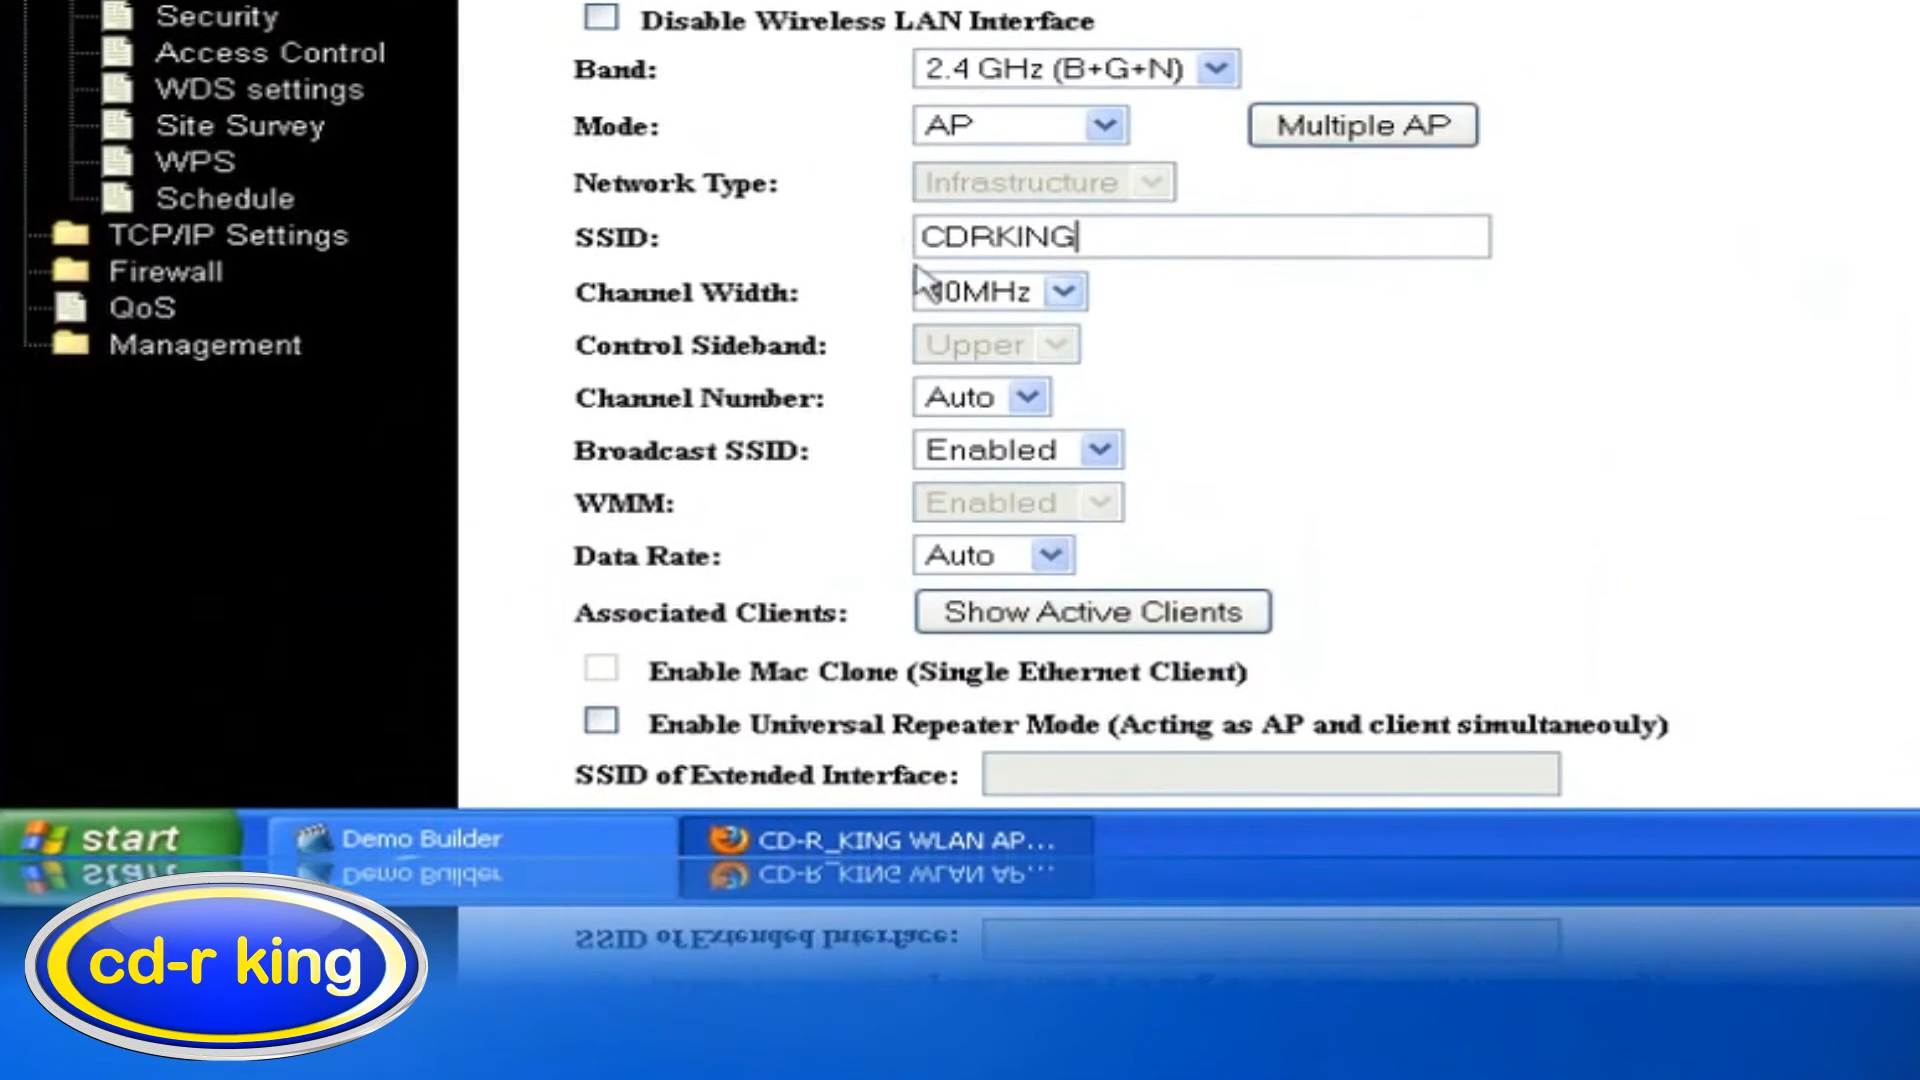 Security
Access Control
WDS settings
Site Survey
WPS
Schedule
TCP/IP Settings
Firewall
QoS
Management
Disable Wireless LAN Interface
Band: 2.4 GHz (B+G+N)
Mode: AP Multiple AP
Network Type: Infrastructure
SSID: CDRKING
Channel Width: 0MHz
Control Sideband: Upper
Channel Number: Auto
Broadcast SSID: Enabled
WMM: Enabled
Data Rate: Auto
Associated Clients: Show Active Clients
Enable Mac Clone (Single Ethernet Client)
Enable Universal Repeater Mode (Acting as AP and client simultaneouly)
SSID of Extended Interface:
start Demo Builder CD-R_KING WLAN AP...
cd-r king